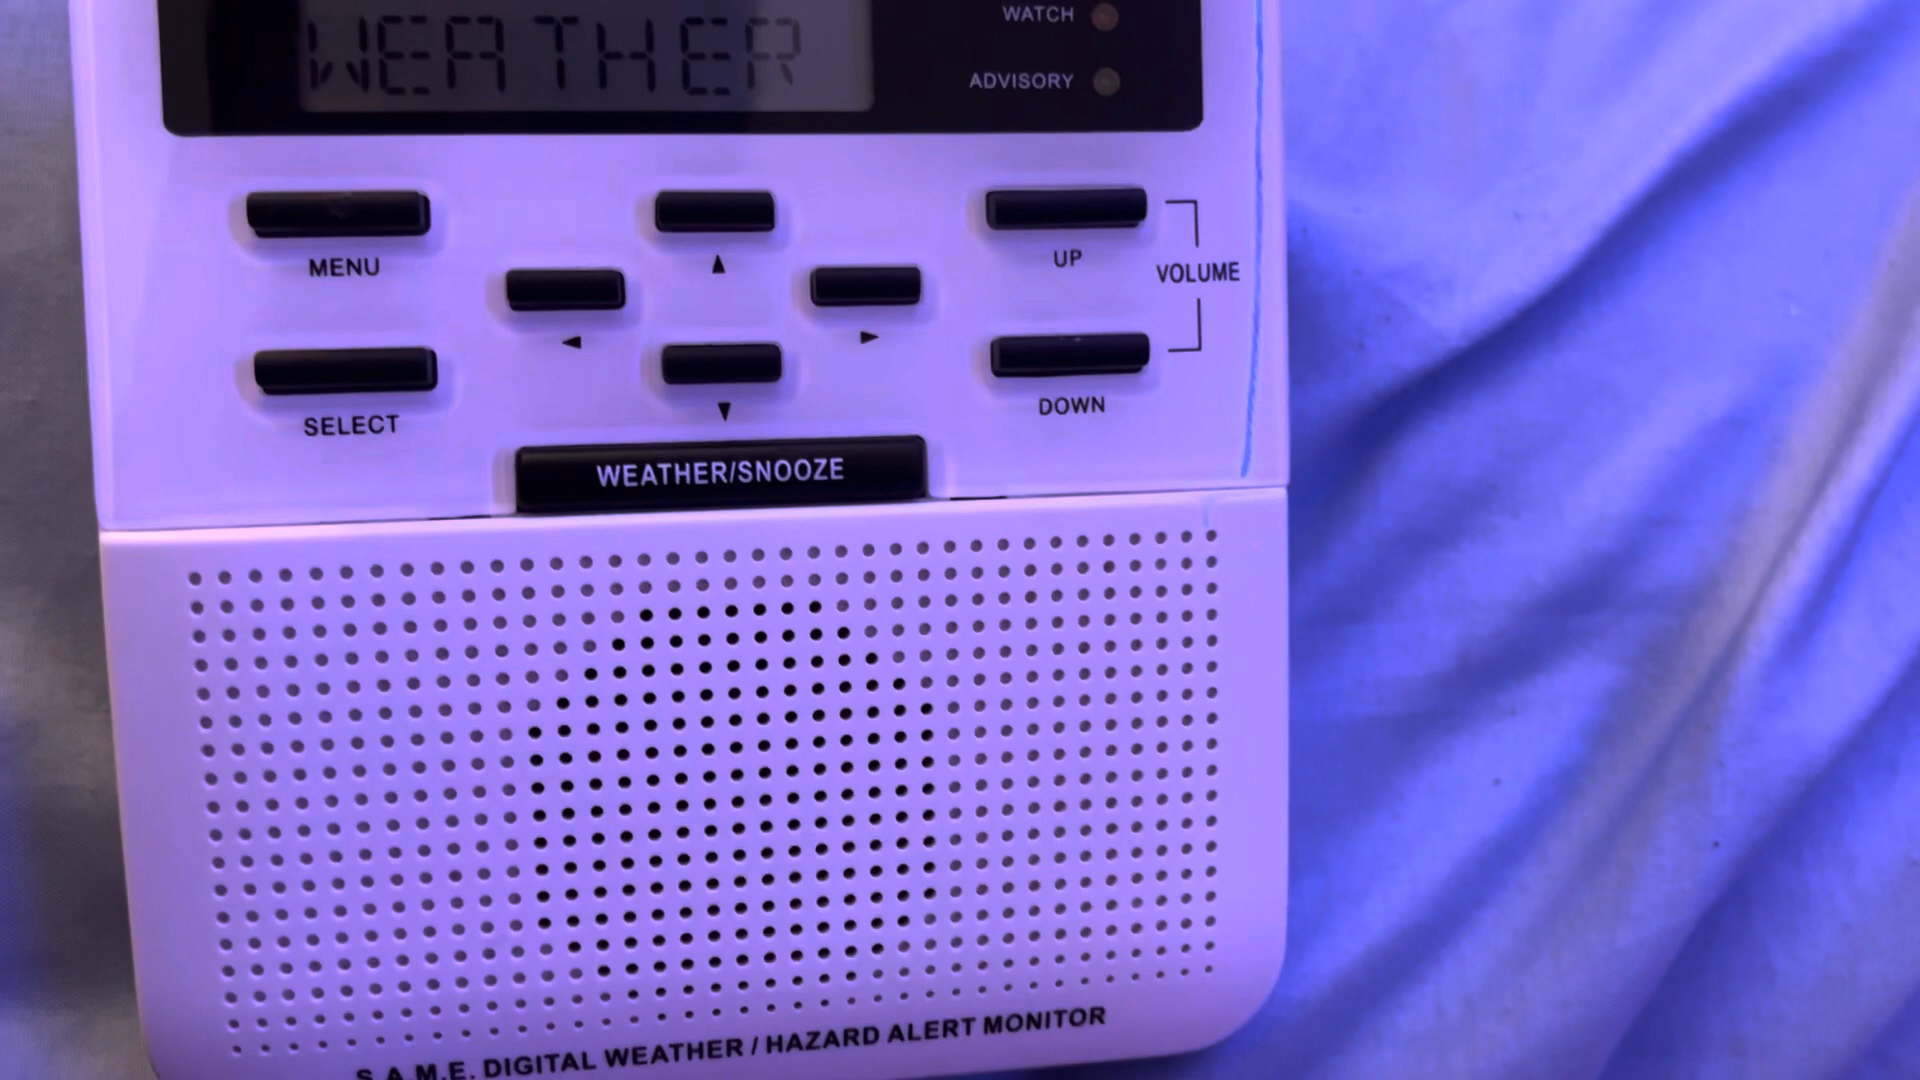 WEATHER
WATCH
ADVISORY
MENU
UP
VOLUME
SELECT
DOWN
WEATHER/SNOOZE
S.A.M.E. DIGITAL WEATHER / HAZARD ALERT MONITOR